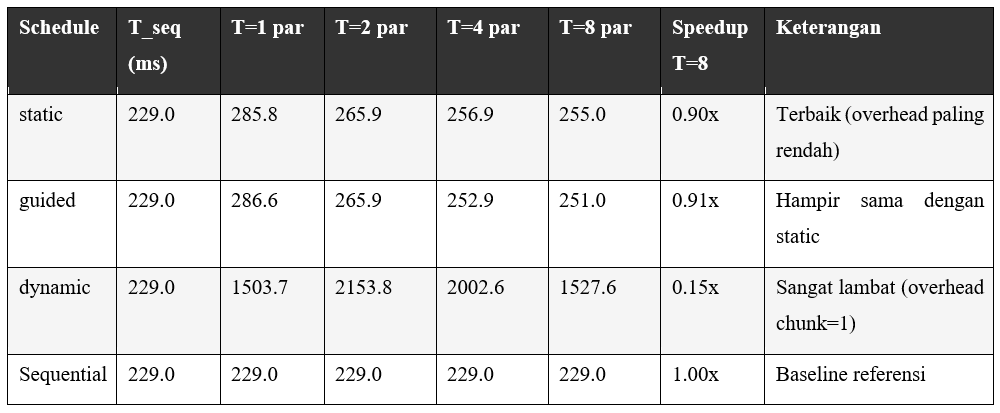 Schedule T_seq (ms) T=1 par T=2 par T=4 par T=8 par Speedup T=8 Keterangan
static 229.0 285.8 265.9 256.9 255.0 0.90x Terbaik (overhead paling rendah)
guided 229.0 286.6 265.9 252.9 251.0 0.91x Hampir sama dengan static
dynamic 229.0 1503.7 2153.8 2002.6 1527.6 0.15x Sangat lambat (overhead chunk=1)
Sequential 229.0 229.0 229.0 229.0 229.0 1.00x Baseline referensi